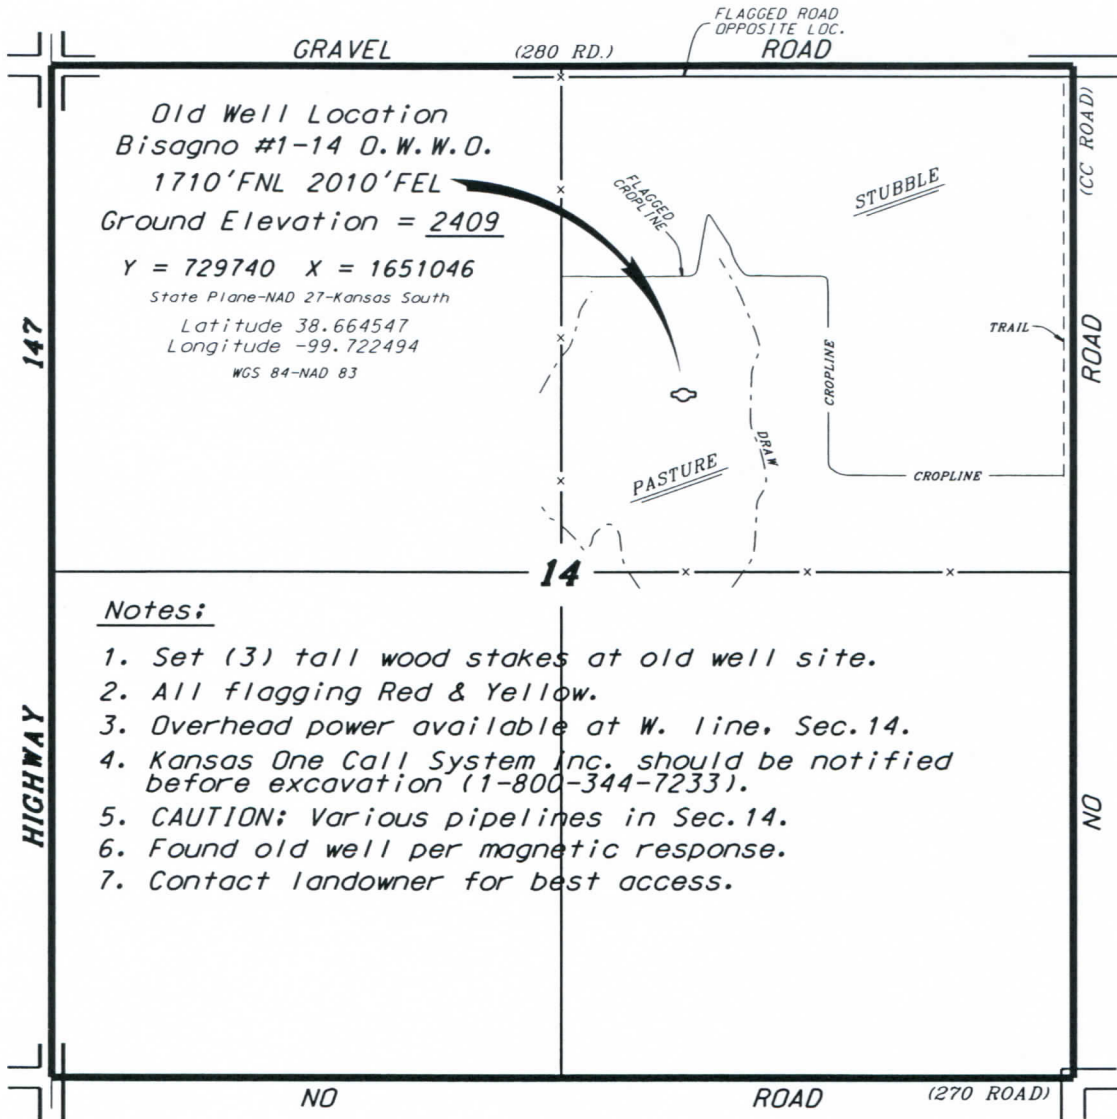 FLAGGED ROAD
OPPOSITE LOC.
GRAVEL (280 RD.) ROAD
Old Well Location
Bisagno #1-14 O.W.W.O.
1710'FNL 2010'FEL
Ground Elevation = 2409
Y = 729740 X = 1651046
State Plane-NAD 27-Kansas South
Latitude 38.664547
Longitude -99.722494
WGS 84-NAD 83
FLAGGED
CROPLINE
STUBBLE
(CC ROAD)
147
TRAIL
ROAD
CROPLINE
DRAW
PASTURE
CROPLINE
14
Notes:
1. Set (3) tall wood stakes at old well site.
2. All flagging Red & Yellow.
3. Overhead power available at W. line, Sec.14.
4. Kansas One Call System inc. should be notified
before excavation (1-800-344-7233).
5. CAUTION: Various pipelines in Sec.14.
6. Found old well per magnetic response.
7. Contact landowner for best access.
HIGHWAY
NO
NO ROAD (270 ROAD)